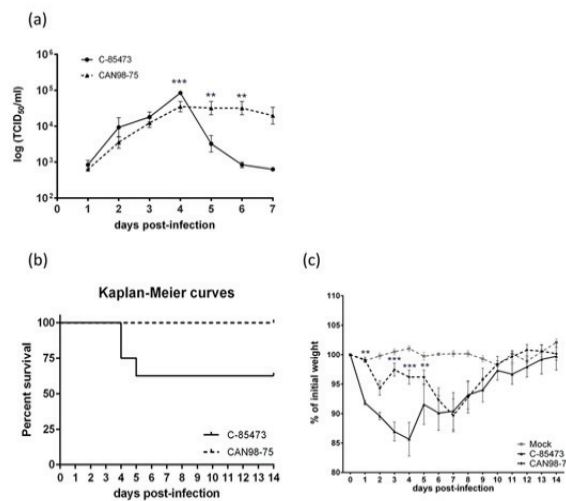 (a)
C-85473
CAN98-75
log (TCID50/ml)
10⁶
10⁵
10⁴
10³
10²
***
**
**
0 1 2 3 4 5 6 7
days post-infection
(b)
Kaplan-Meier curves
Percent survival
100
75
50
25
0
0 1 2 3 4 5 6 7 8 9 10 11 12 13 14
days post-infection
C-85473
CAN98-75
(c)
% of initial weight
110
105
100
95
90
85
80
**
***
***
**
0 1 2 3 4 5 6 7 8 9 10 11 12 13 14
days post-infection
Mock
C-85473
CAN98-7